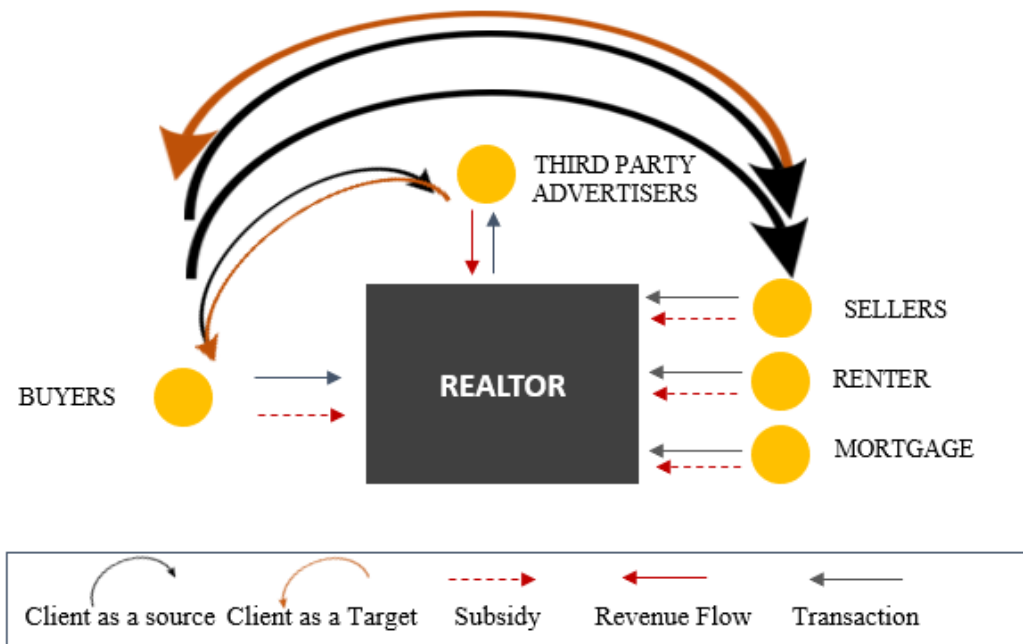 THIRD PARTY
ADVERTISERS
SELLERS
BUYERS
REALTOR
RENTER
MORTGAGE
Client as a source
Client as a Target
Subsidy
Revenue Flow
Transaction